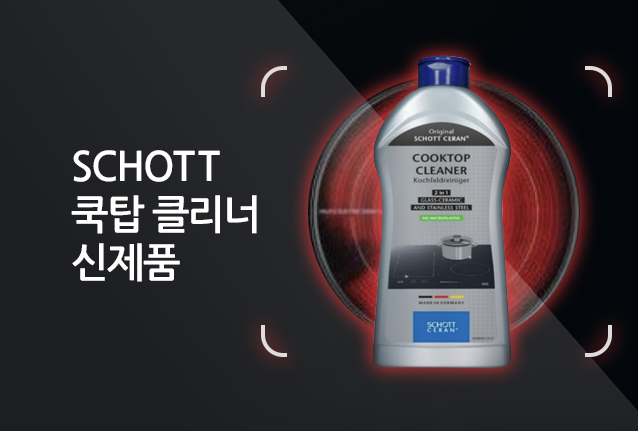 SCHOTT
쿡탑 클리너
신제품
Original
SCHOTT CERAN®
COOKTOP
CLEANER
Kochfeldreiniger
2 in 1
GLASS-CERAMIC
AND STAINLESS STEEL
NO MICROPLASTIC
MADE IN GERMANY
SCHOTT
CERAN®